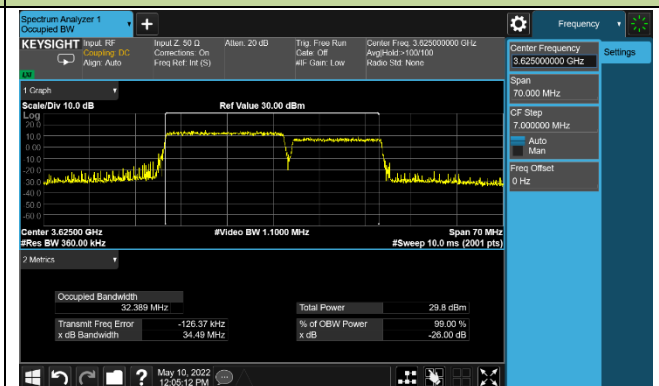 Spectrum Analyzer 1
Occupied BW
+
Frequency
KEYSIGHT
Input: RF
Coupling: DC
Align: Auto
Input Z: 50 Ω
Corrections: On
Freq Ref: Int (S)
Atten: 20 dB
Trig: Free Run
Gate: Off
#IF Gain: Low
Center Freq: 3.625000000 GHz
Avg|Hold:>100/100
Radio Std: None
Center Frequency
3.625000000 GHz
Settings
Span
70.000 MHz
CF Step
7.000000 MHz
Auto
Man
Freq Offset
0 Hz
1 Graph
Scale/Div 10.0 dB
Ref Value 30.00 dBm
Log
20.0
10.0
0.00
-10.0
-20.0
-30.0
-40.0
-50.0
-60.0
Center 3.62500 GHz
#Video BW 1.1000 MHz
Span 70 MHz
#Res BW 360.00 kHz
#Sweep 10.0 ms (2001 pts)
2 Metrics
Occupied Bandwidth
32.389 MHz
Total Power
29.8 dBm
Transmit Freq Error
-126.37 kHz
% of OBW Power
99.00 %
x dB Bandwidth
34.49 MHz
x dB
-26.00 dB
?
May 10, 2022
12:05:12 PM